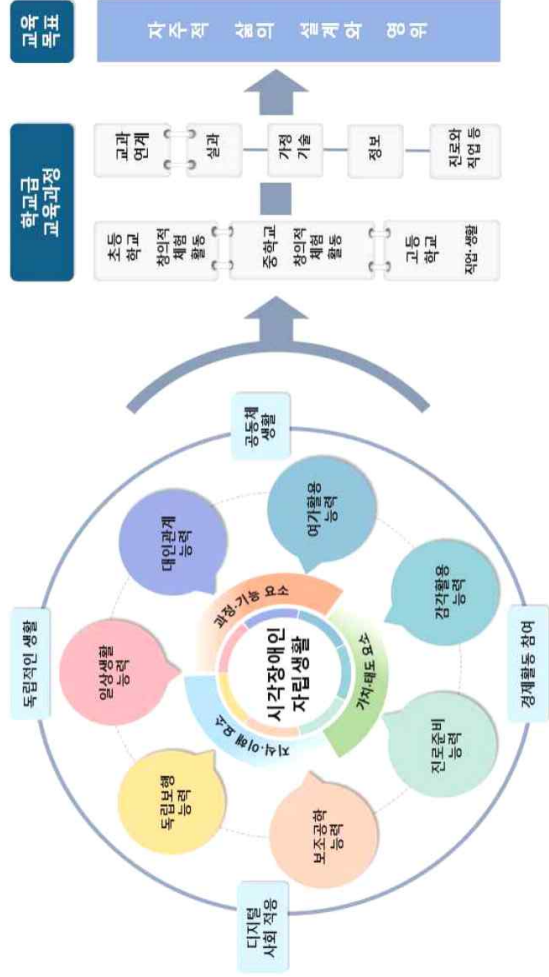 교육
목표
자주적 삶의 설계와 영위
학교급
교육과정
교과
연계
실과
가정
기술
정보
진로와
직업 등
초등
학교
창의적
체험
활동
중학교
창의적
체험
활동
고등
학교
직업·생활
독립적인 생활
공동체
생활
디지털
사회 적응
경제활동 참여
일상생활
능력
대인관계
능력
여가활용
능력
감각활용
능력
진로준비
능력
보조공학
능력
독립보행
능력
지식·이해 요소
과정·기능 요소
가치·태도 요소
시각장애인
자립생활